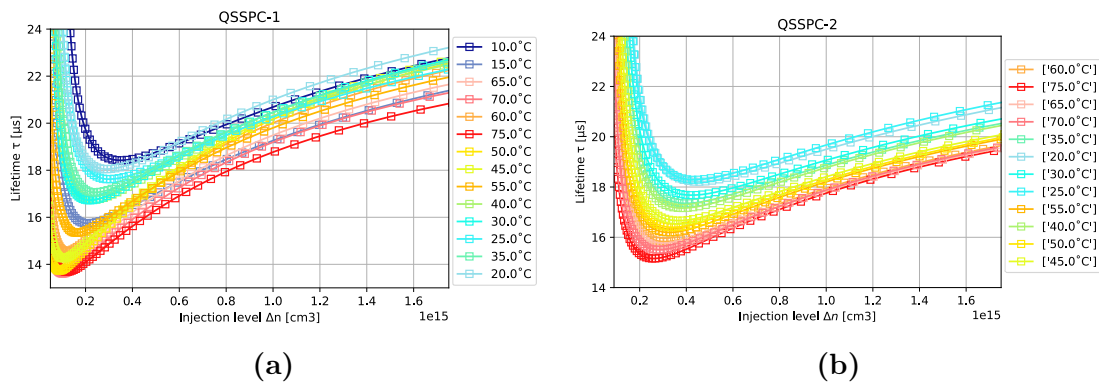 QSSPC-1
24
22
20
18
16
14
Lifetime τ [µs]
0.2 0.4 0.6 0.8 1.0 1.2 1.4 1.6
Injection level Δn [cm3]
1e15
10.0°C
15.0°C
65.0°C
70.0°C
60.0°C
75.0°C
50.0°C
45.0°C
55.0°C
40.0°C
30.0°C
25.0°C
35.0°C
20.0°C
(a)
QSSPC-2
24
22
20
18
16
14
Lifetime τ [µs]
0.2 0.4 0.6 0.8 1.0 1.2 1.4 1.6
Injection level Δn [cm3]
1e15
['60.0°C']
['75.0°C']
['65.0°C']
['70.0°C']
['35.0°C']
['20.0°C']
['30.0°C']
['25.0°C']
['55.0°C']
['40.0°C']
['50.0°C']
['45.0°C']
(b)